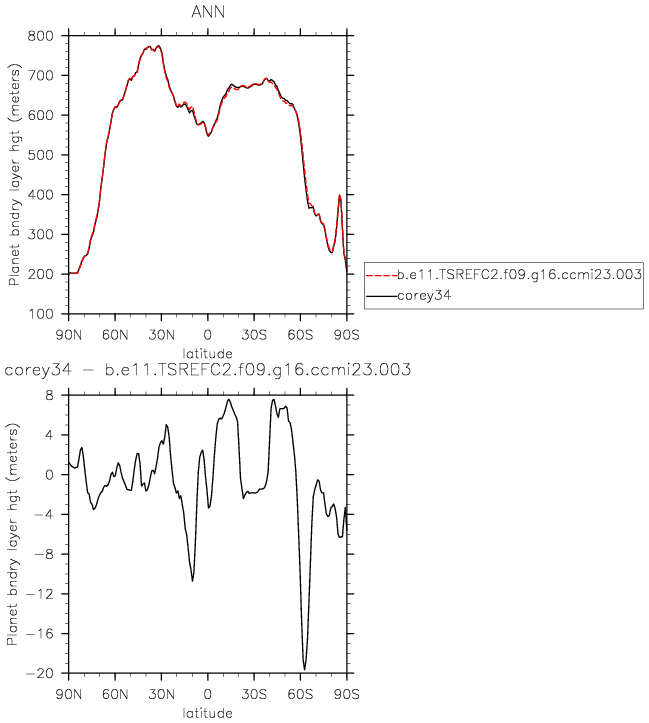 ANN
800
700
600
500
400
300
200
100
Planet bndry layer hgt (meters)
90N 60N 30N 0 30S 60S 90S
latitude
b.e11.TSREFC2.f09.g16.ccmi23.003
corey34
corey34 − b.e11.TSREFC2.f09.g16.ccmi23.003
8
4
0
−4
−8
−12
−16
−20
Planet bndry layer hgt (meters)
90N 60N 30N 0 30S 60S 90S
latitude